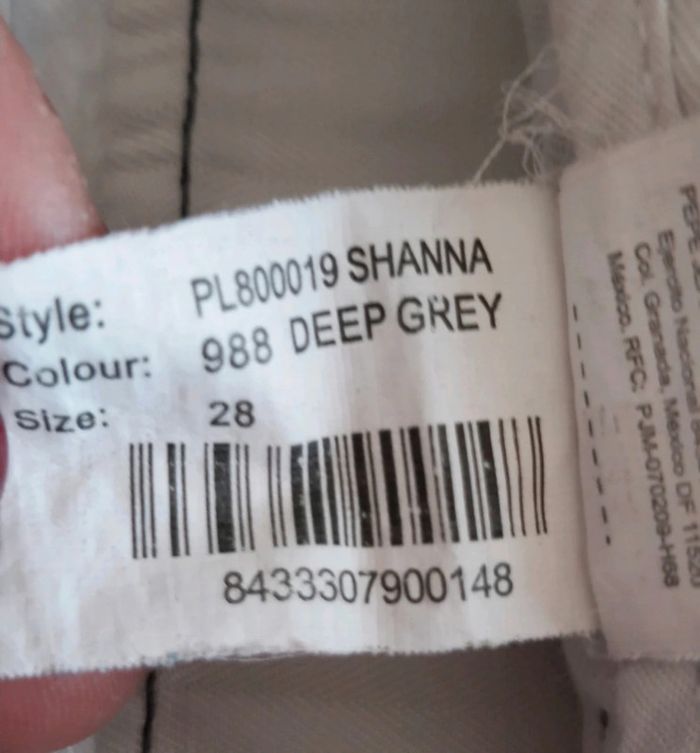 Style: PL800019 SHANNA
Colour: 988 DEEP GREY
Size: 28
8433307900148
PEPE
Ejercito Nacional
Col. Granada, Mexico DF 11520
Mexico. RFC: PJM-070209-H68